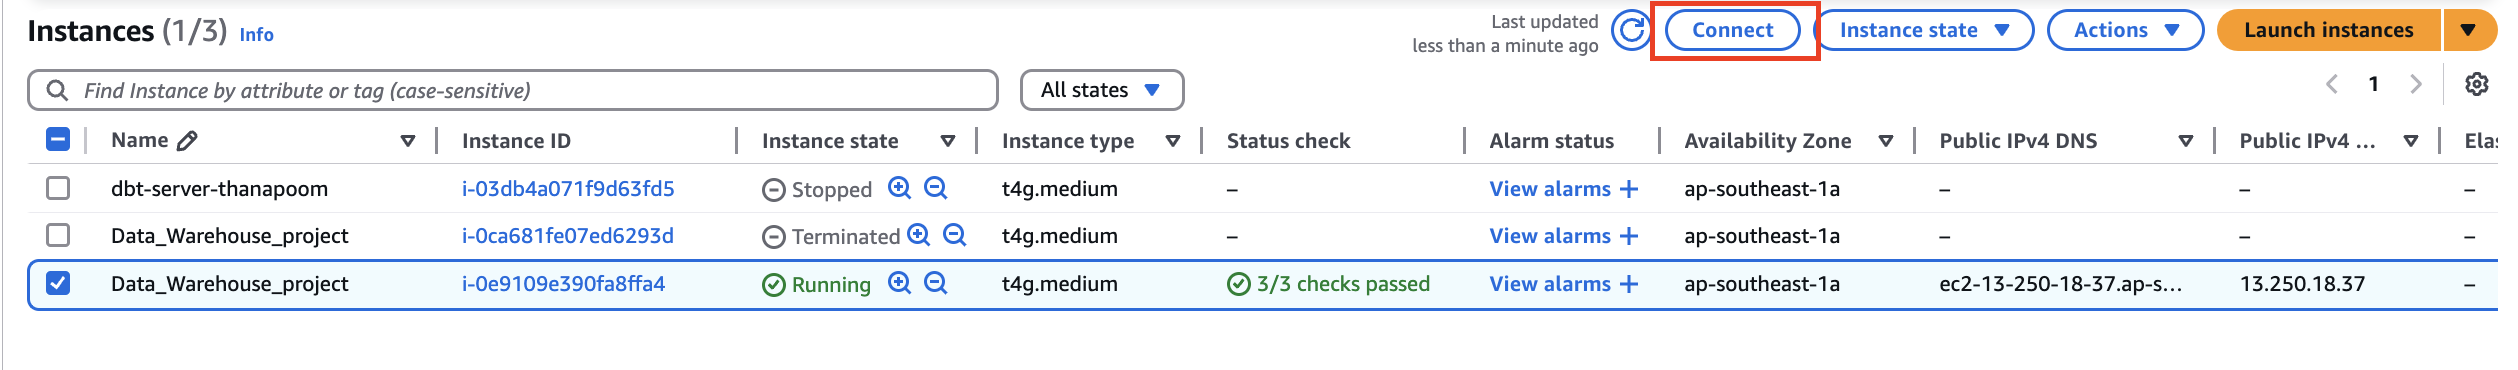 Instances (1/3) Info
Last updated
less than a minute ago
Connect
Instance state
Actions
Launch instances
Find Instance by attribute or tag (case-sensitive)
All states
1
Name Instance ID Instance state Instance type Status check Alarm status Availability Zone Public IPv4 DNS Public IPv4 ... Elas
dbt-server-thanapoom i-03db4a071f9d63fd5 Stopped t4g.medium – View alarms + ap-southeast-1a – – –
Data_Warehouse_project i-0ca681fe07ed6293d Terminated t4g.medium – View alarms + ap-southeast-1a – – –
Data_Warehouse_project i-0e9109e390fa8ffa4 Running t4g.medium 3/3 checks passed View alarms + ap-southeast-1a ec2-13-250-18-37.ap-s... 13.250.18.37 –